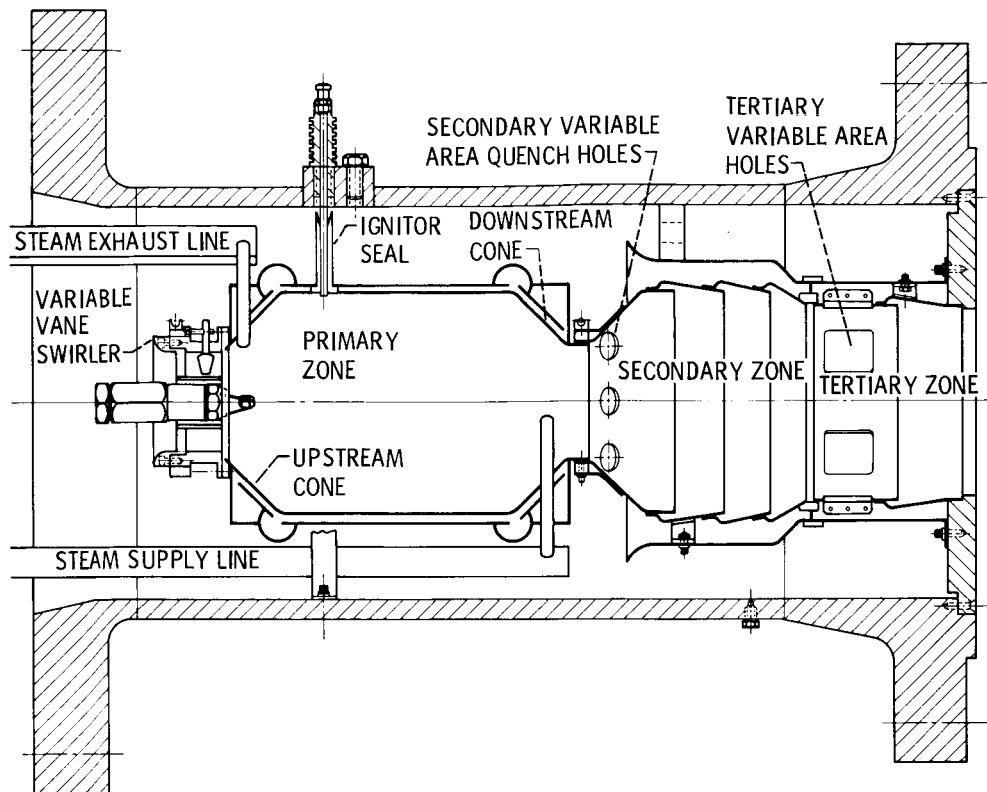 SECONDARY VARIABLE
AREA QUENCH HOLES
TERTIARY
VARIABLE AREA
HOLES
STEAM EXHAUST LINE
IGNITOR
SEAL
DOWNSTREAM
CONE
VARIABLE
VANE
SWIRLER
PRIMARY
ZONE
SECONDARY ZONE
TERTIARY ZONE
UPSTREAM
CONE
STEAM SUPPLY LINE